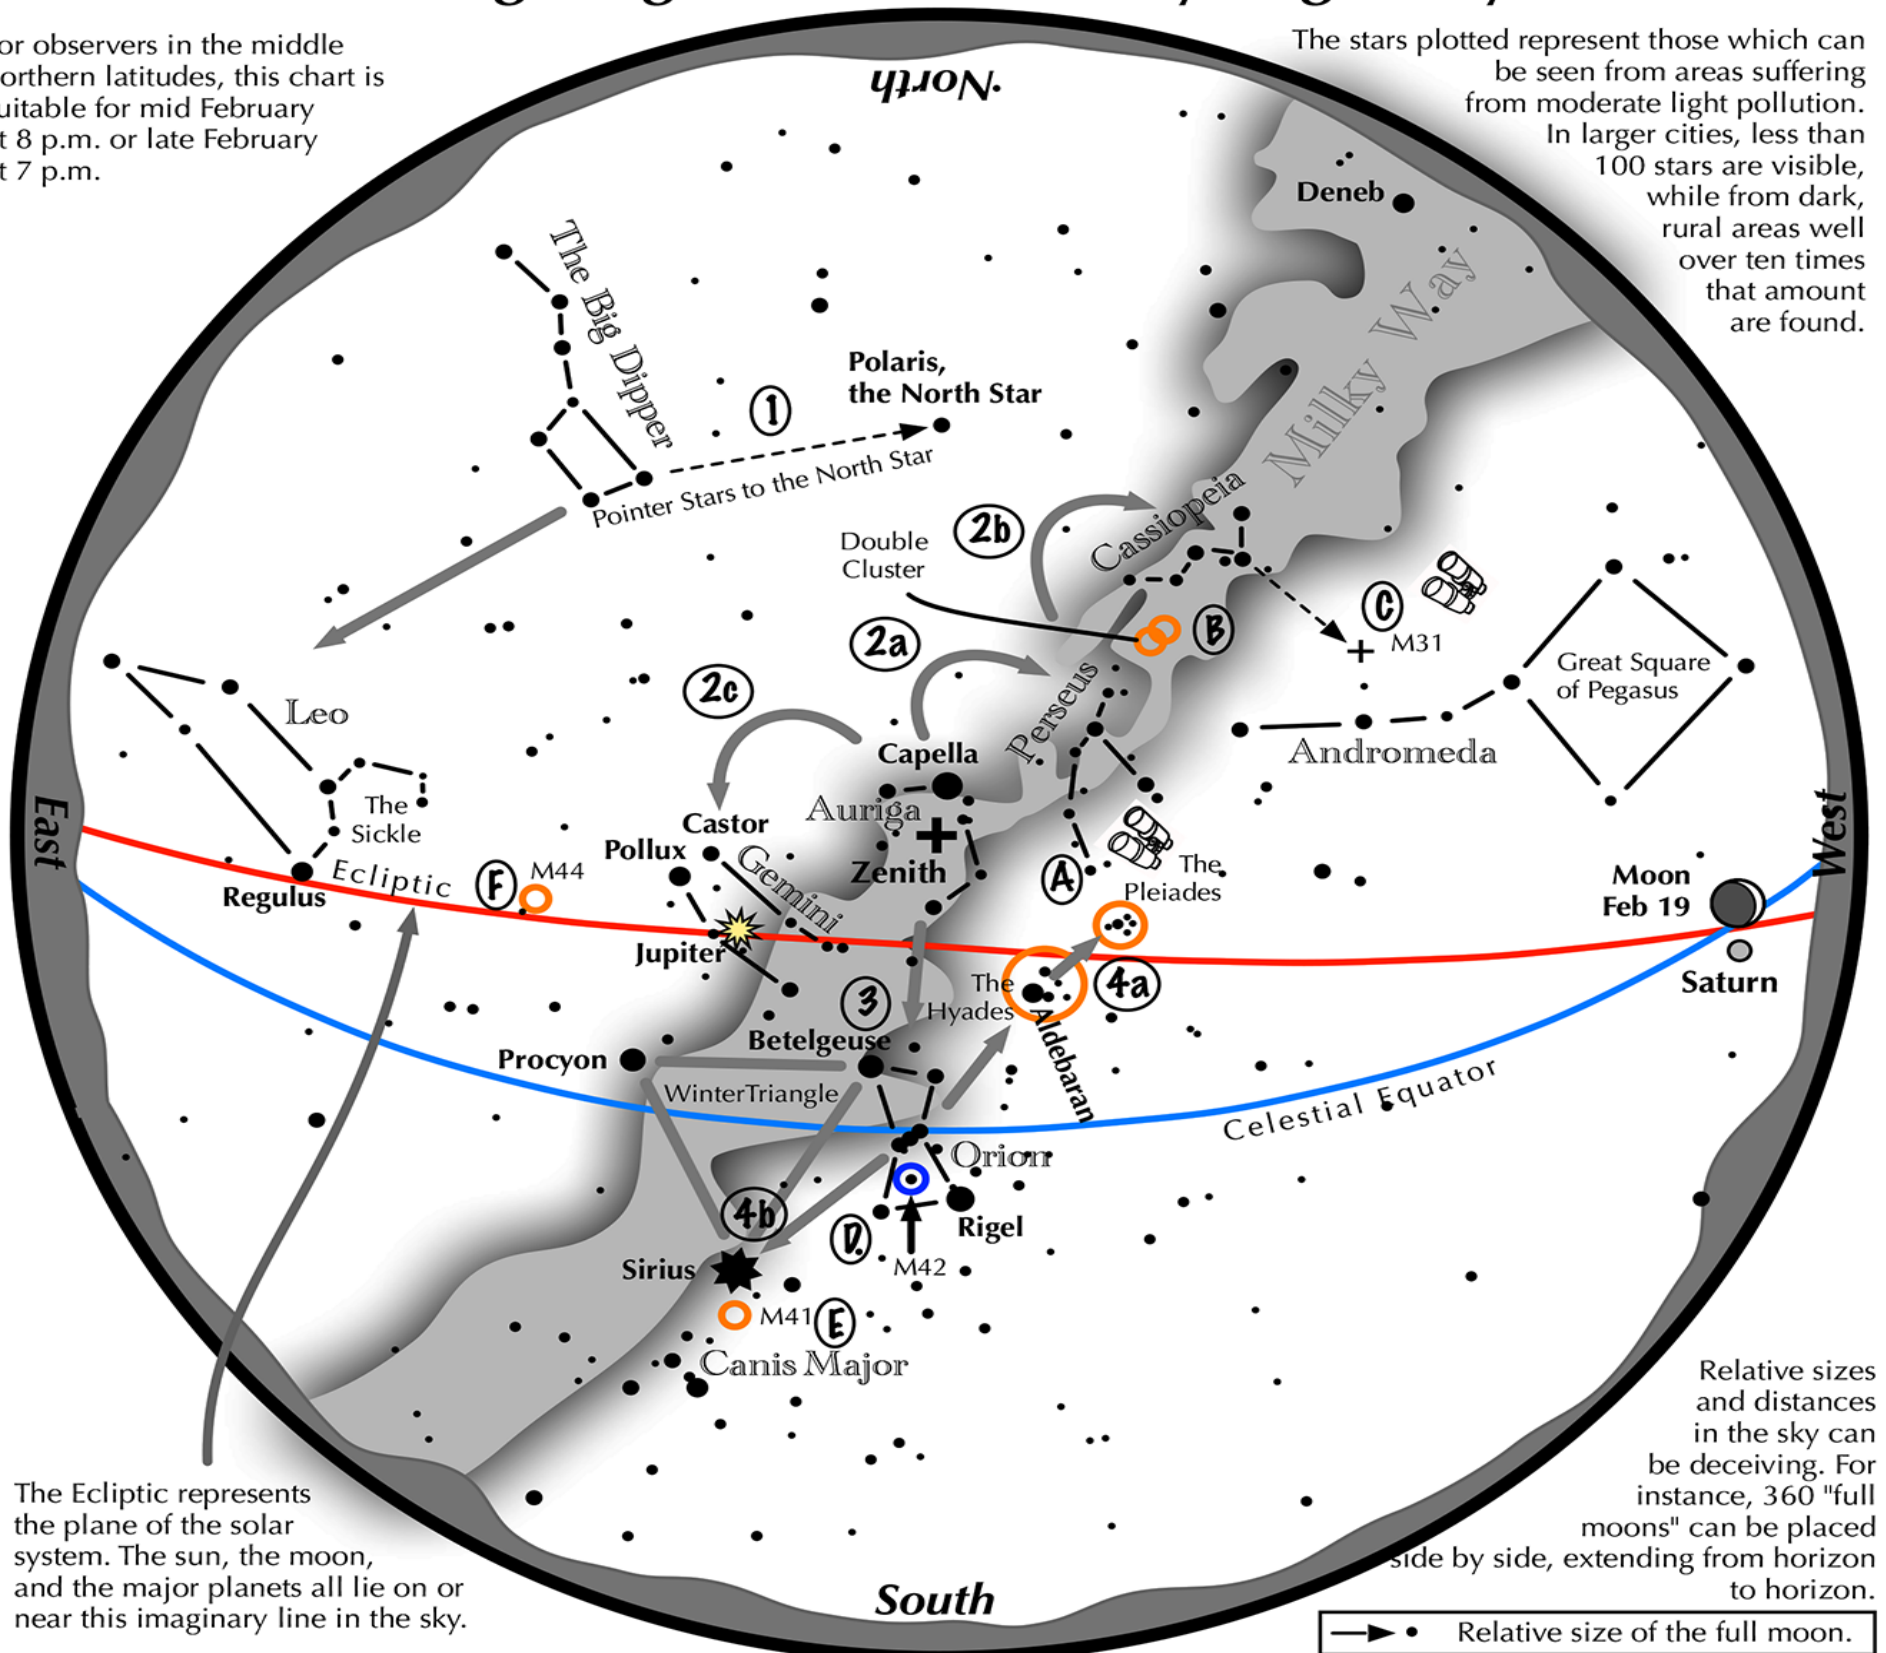 or observers in the middle
orthern latitudes, this chart is
uitable for mid February
t 8 p.m. or late February
t 7 p.m.
The stars plotted represent those which can
be seen from areas suffering
from moderate light pollution.
In larger cities, less than
100 stars are visible,
while from dark,
rural areas well
over ten times
that amount
are found.
North
Deneb
Milky Way
The Big Dipper
Polaris,
the North Star
1
Pointer Stars to the North Star
2b
Cassiopeia
Double
Cluster
2a
B
C
M31
Great Square
of Pegasus
2c
Leo
Perseus
Andromeda
Capella
Auriga
Castor
The
Sickle
East
West
Pollux
Gemini
Zenith
A
The
Pleiades
Moon
Feb 19
Regulus
Ecliptic
F
M44
Jupiter
Saturn
The
Hyades
4a
3
Aldebaran
Betelgeuse
Procyon
WinterTriangle
Celestial Equator
Orion
4b
D
Rigel
M42
Sirius
M41
E
Canis Major
The Ecliptic represents
the plane of the solar
system. The sun, the moon,
and the major planets all lie on or
near this imaginary line in the sky.
South
Relative sizes
and distances
in the sky can
be deceiving. For
instance, 360 "full
moons" can be placed
side by side, extending from horizon
to horizon.
Relative size of the full moon.